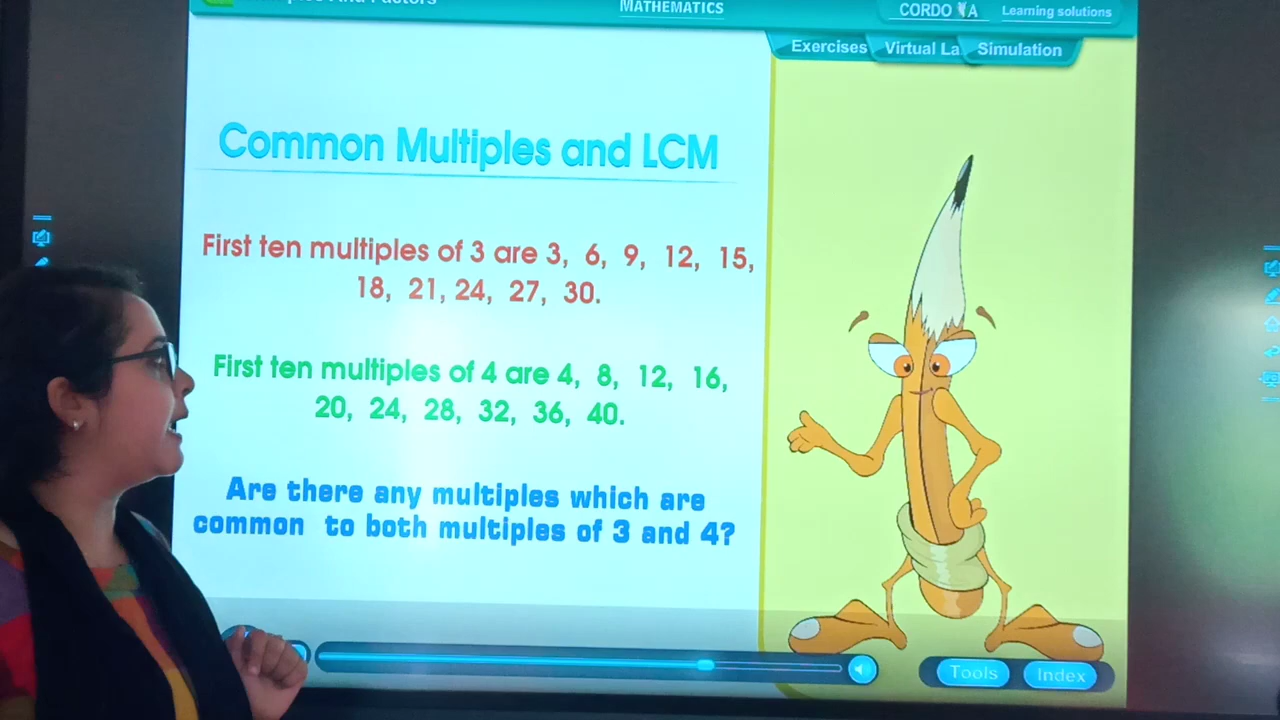 And Factors
MATHEMATICS
CORDO A Learning solutions
Exercises Virtual La Simulation
Common Multiples and LCM
First ten multiples of 3 are 3, 6, 9, 12, 15,
18, 21, 24, 27, 30.
First ten multiples of 4 are 4, 8, 12, 16,
20, 24, 28, 32, 36, 40.
Are there any multiples which are
common to both multiples of 3 and 4?
Tools Index